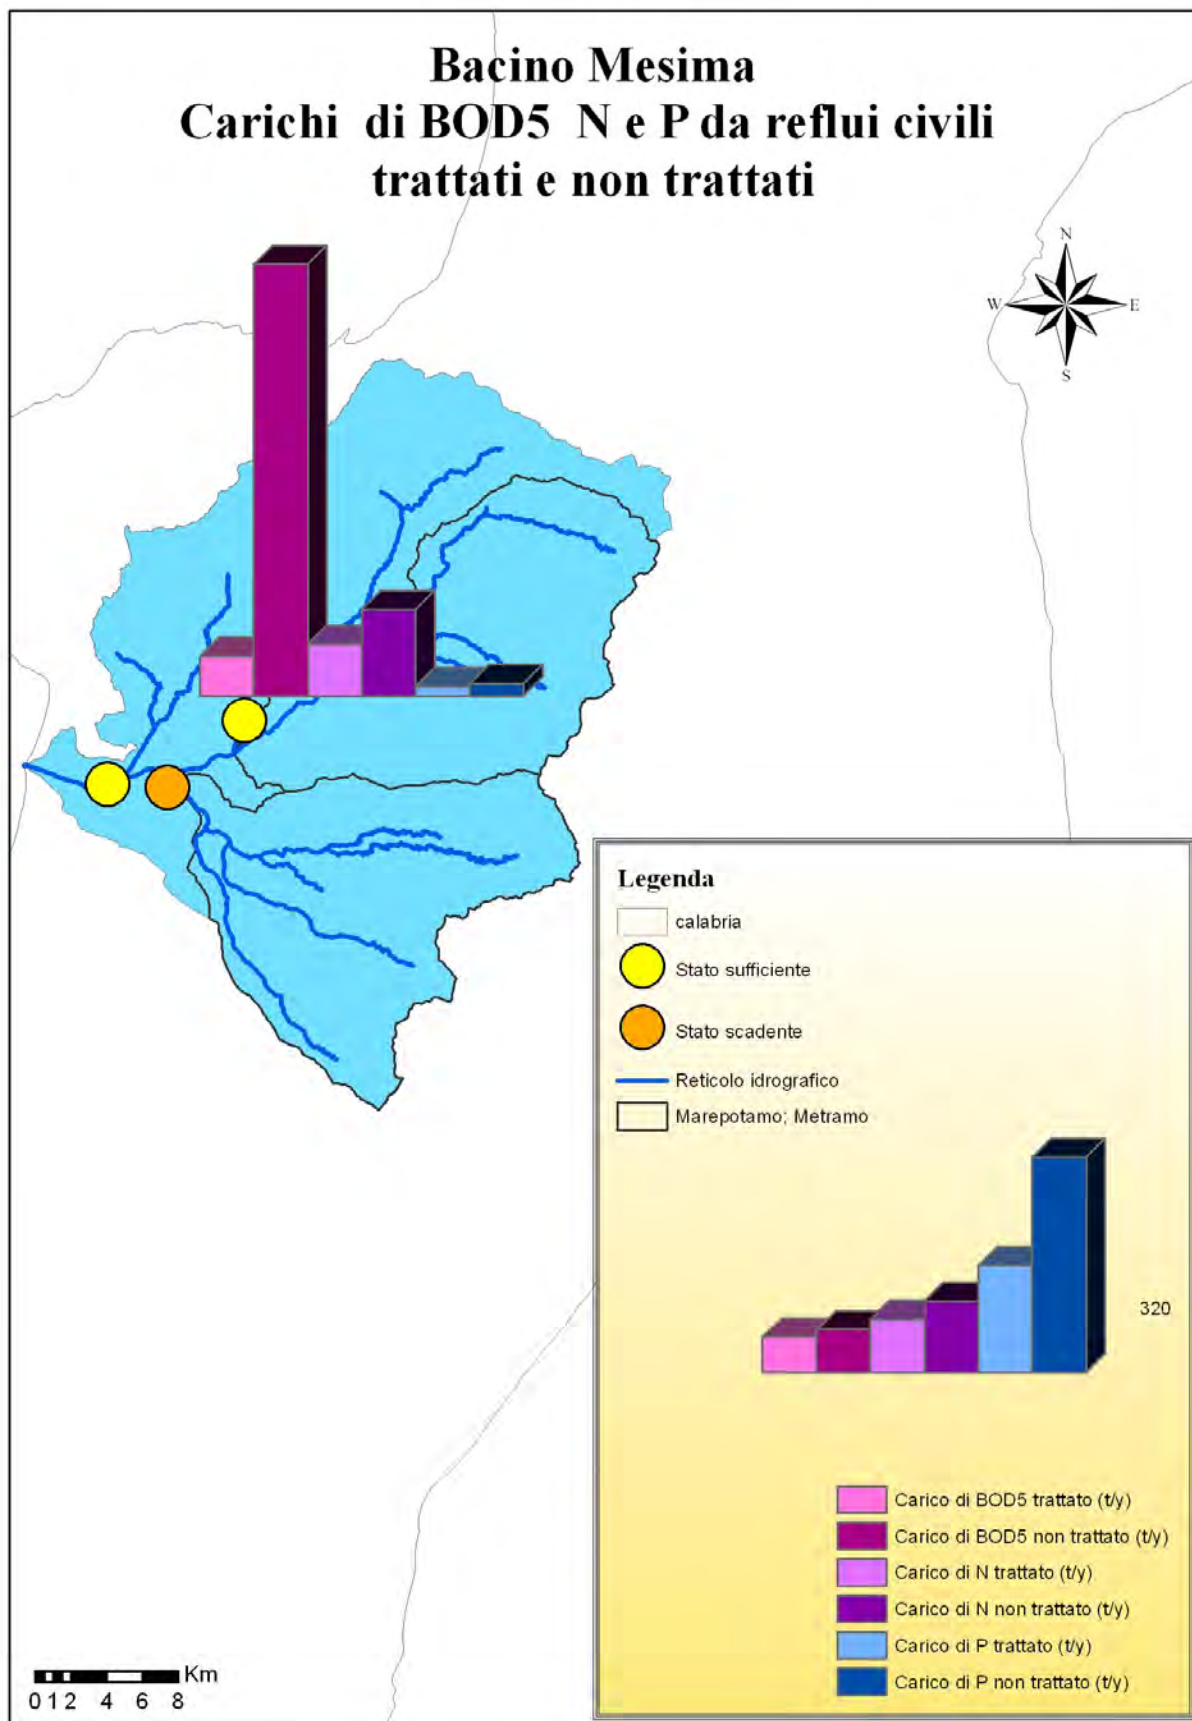 Bacino Mesima
Carichi di BOD5 N e P da reflui civili
trattati e non trattati
N
W E
S
Legenda
calabria
Stato sufficiente
Stato scadente
Reticolo idrografico
Marepotamo; Metramo
320
Carico di BOD5 trattato (t/y)
Carico di BOD5 non trattato (t/y)
Carico di N trattato (t/y)
Carico di N non trattato (t/y)
Carico di P trattato (t/y)
Carico di P non trattato (t/y)
Km
0 1 2 4 6 8